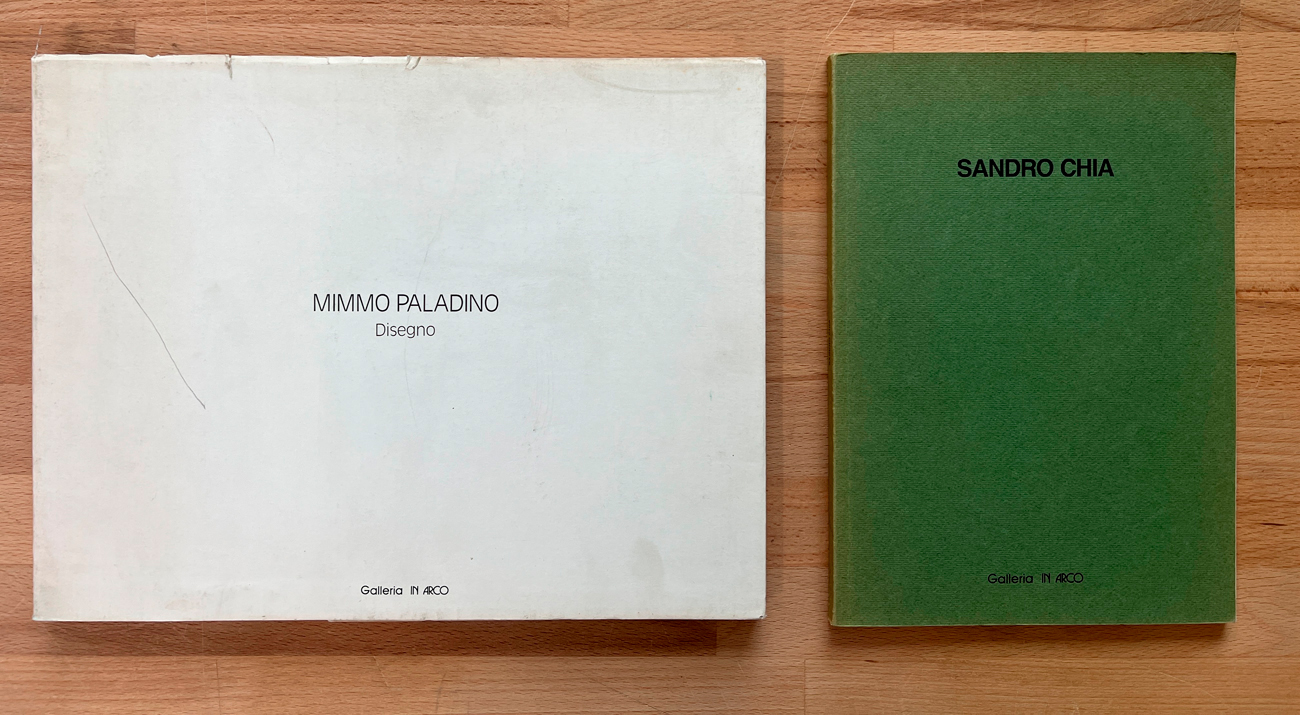 MIMMO PALADINO
Disegno
Galleria IN ARCO
SANDRO CHIA
Galleria IN ARCO